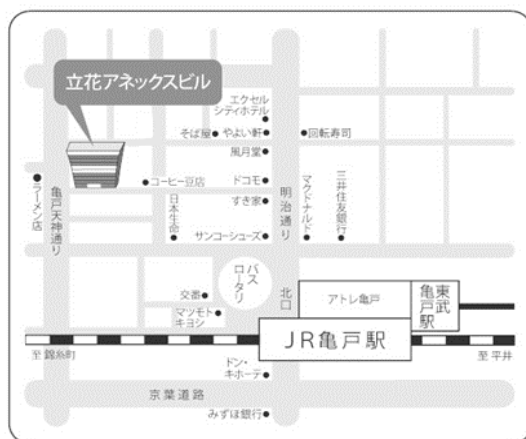 立花アネックスビル
エクセル
シティホテル
そば屋
やよい軒
回転寿司
風月堂
ラーメン店
亀戸天神通り
コーヒー豆店
ドコモ
日本生命
すき家
明治通り
マクドナルド
三井住友銀行
サンコーシューズ
バス
ロータリー
北口
交番
マツモト
キヨシ
アトレ亀戸
東武
亀戸駅
JR亀戸駅
至 錦糸町
至 平井
ドン・
キホーテ
京葉道路
みずほ銀行